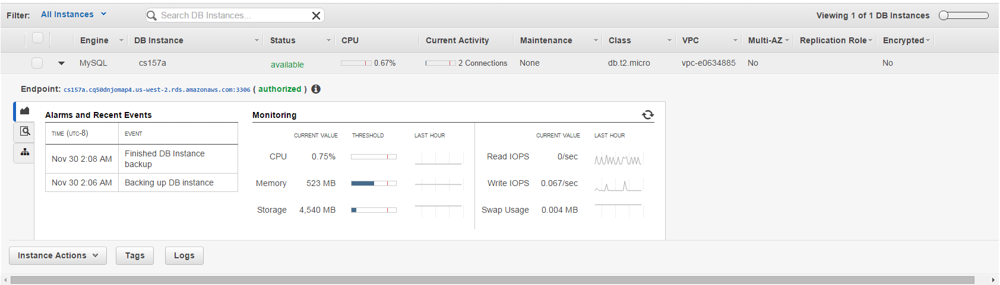 Filter: All Instances Search DB Instances... Viewing 1 of 1 DB Instances
Engine DB Instance Status CPU Current Activity Maintenance Class VPC Multi-AZ Replication Role Encrypted
MySQL cs157a available 0.67% 2 Connections None db.t2.micro vpc-e0634885 No No
Endpoint: cs157a.cq50dnjomap4.us-west-2.rds.amazonaws.com:3306 ( authorized )
Alarms and Recent Events
TIME (UTC-8) EVENT
Nov 30 2:08 AM Finished DB Instance
backup
Nov 30 2:06 AM Backing up DB instance
Monitoring
CURRENT VALUE THRESHOLD LAST HOUR
CPU 0.75%
Memory 523 MB
Storage 4,540 MB
CURRENT VALUE LAST HOUR
Read IOPS 0/sec
Write IOPS 0.067/sec
Swap Usage 0.004 MB
Instance Actions Tags Logs